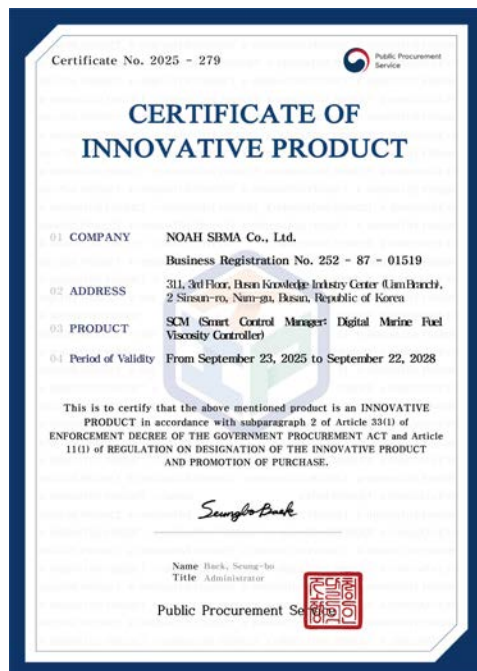 Certificate No. 2025 - 279
Public Procurement
Service
CERTIFICATE OF
INNOVATIVE PRODUCT
01 COMPANY NOAH SBMA Co., Ltd.
Business Registration No. 252 - 87 - 01519
02 ADDRESS 311, 3rd Floor, Busan Knowledge Industry Center (Uam Branch),
2 Sinsun-ro, Nam-gu, Busan, Republic of Korea
03 PRODUCT SCM (Smart Control Manager: Digital Marine Fuel
Viscosity Controller)
04 Period of Validity From September 23, 2025 to September 22, 2028
This is to certify that the above mentioned product is an INNOVATIVE
PRODUCT in accordance with subparagraph 2 of Article 33(1) of
ENFORCEMENT DECREE OF THE GOVERNMENT PROCUREMENT ACT and Article
11(1) of REGULATION ON DESIGNATION OF THE INNOVATIVE PRODUCT
AND PROMOTION OF PURCHASE.
Seungbo Baek
Name Baek, Seung-bo
Title Administrator
Public Procurement Service